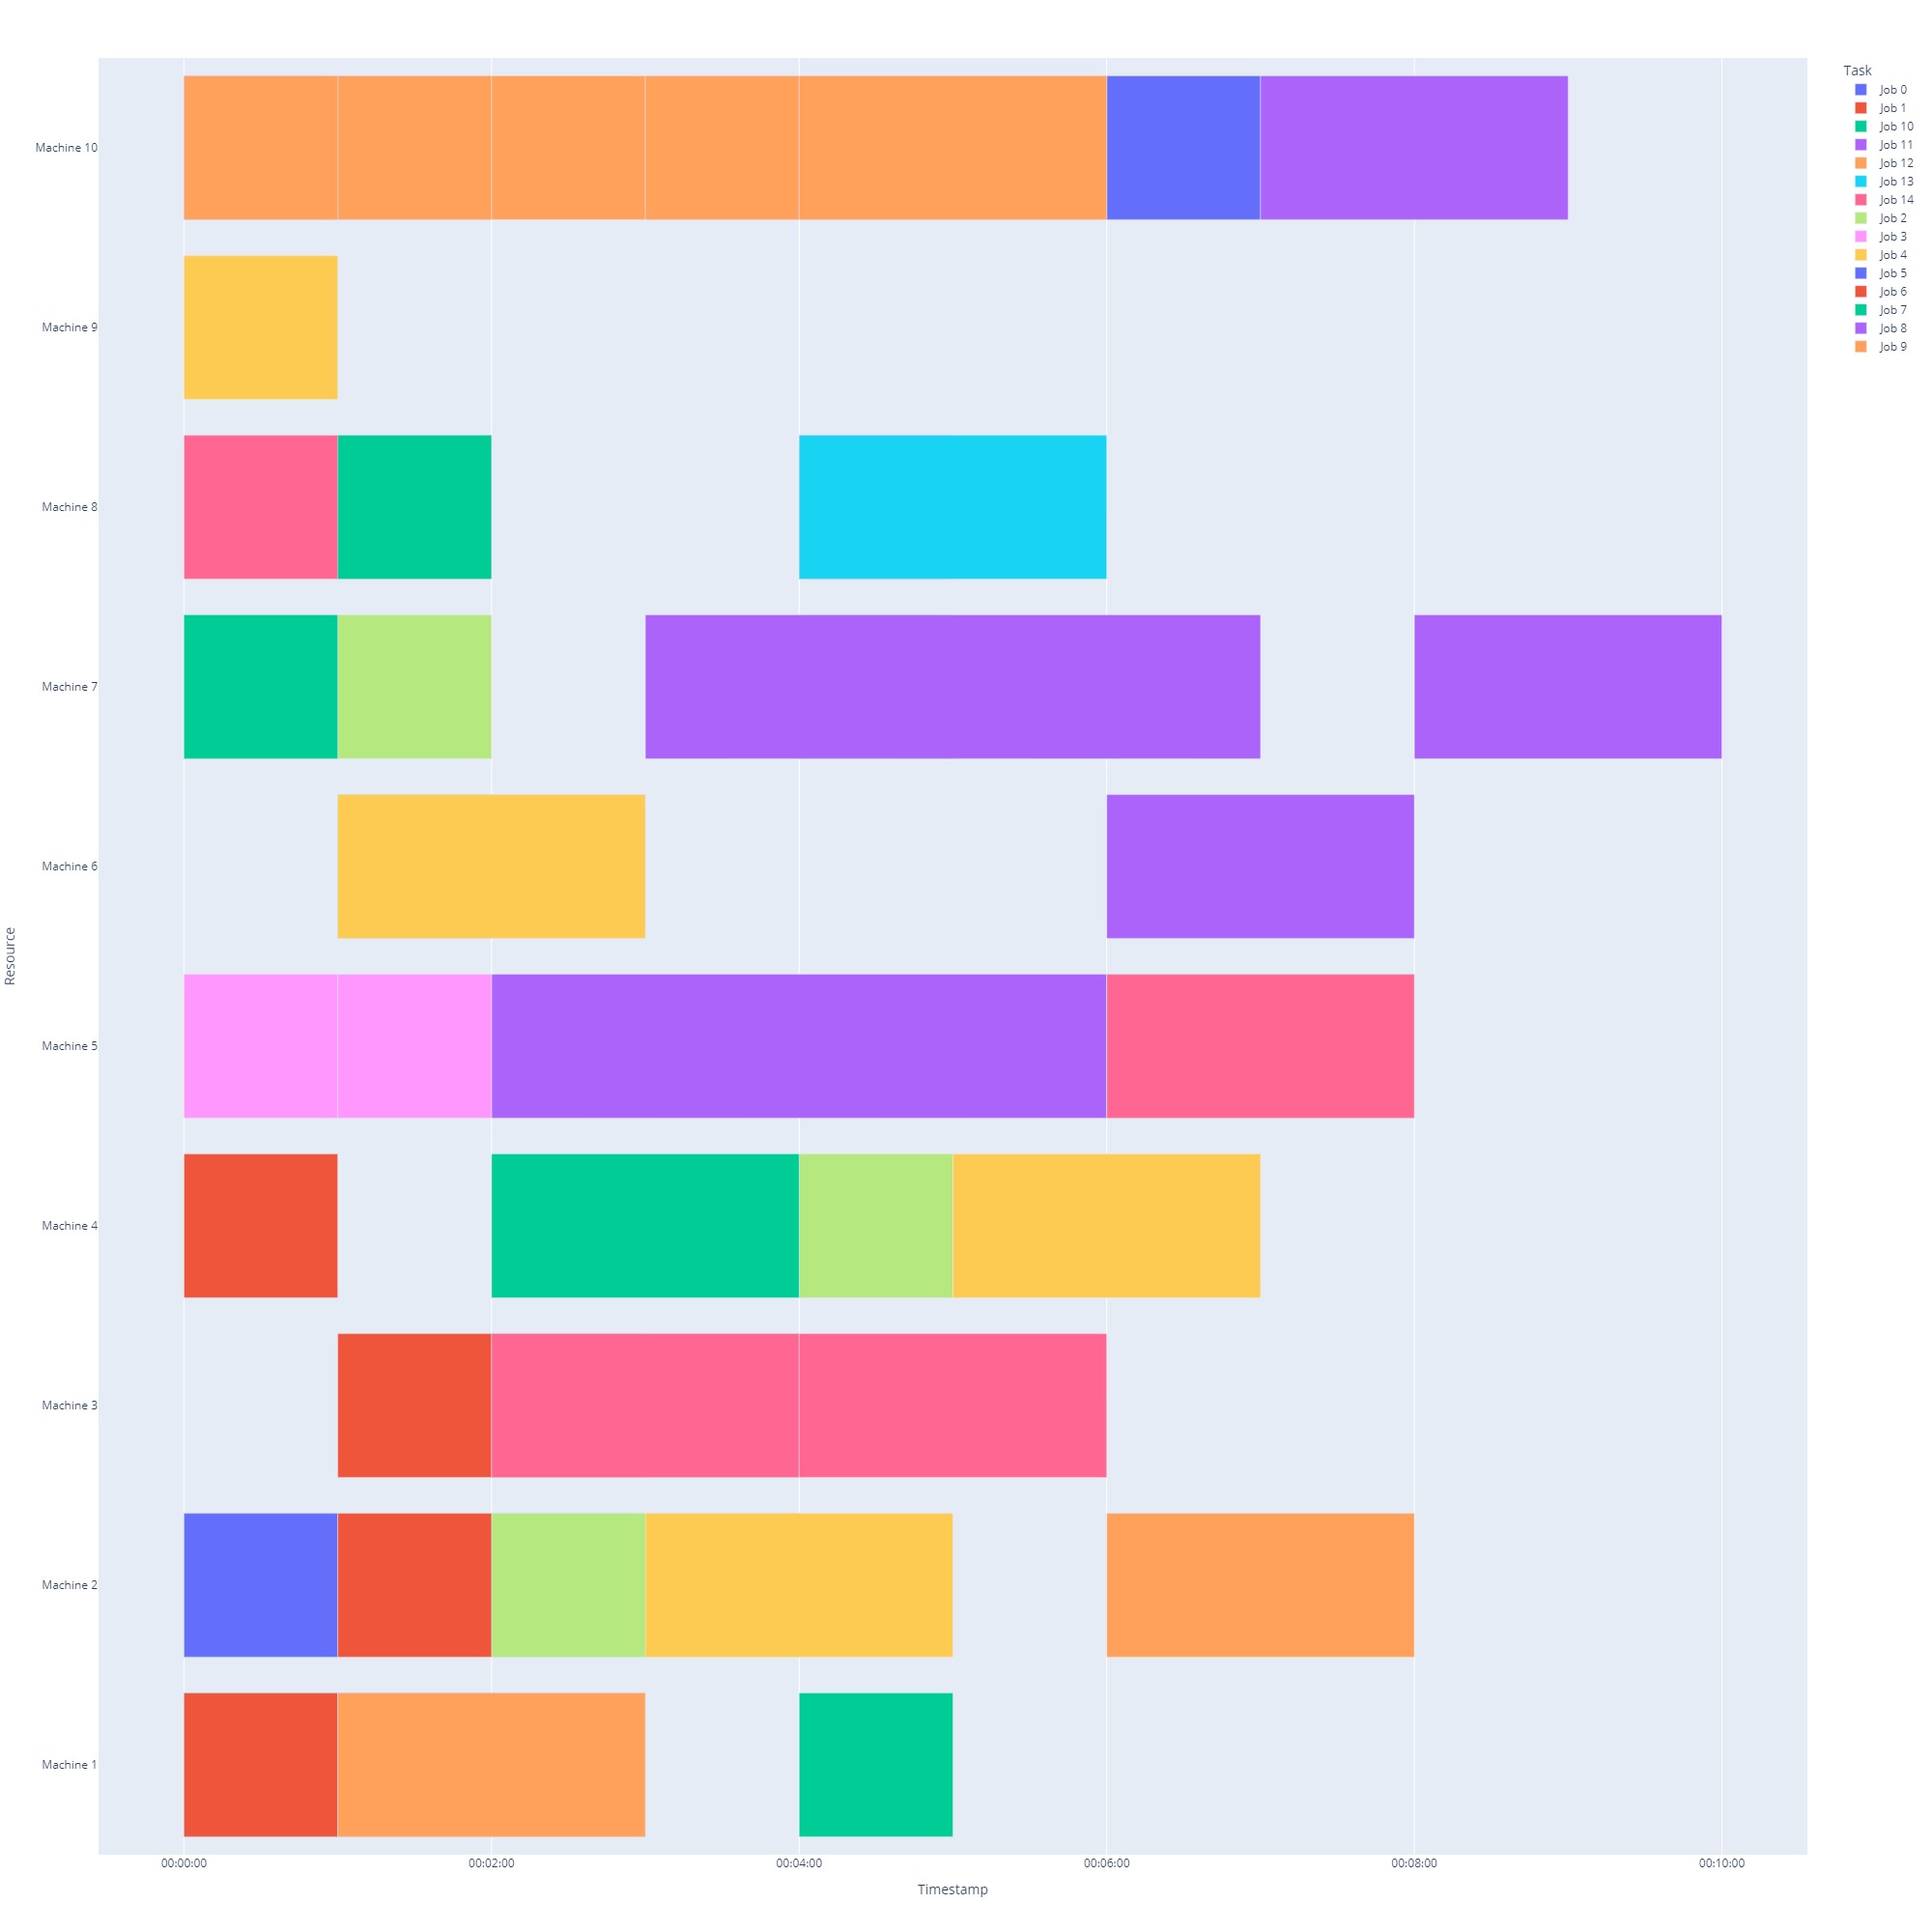 Task
Job 0
Job 1
Job 10
Job 11
Job 12
Job 13
Job 14
Job 2
Job 3
Job 4
Job 5
Job 6
Job 7
Job 8
Job 9
Resource
Machine 10
Machine 9
Machine 8
Machine 7
Machine 6
Machine 5
Machine 4
Machine 3
Machine 2
Machine 1
00:00:00 00:02:00 00:04:00 00:06:00 00:08:00 00:10:00
Timestamp